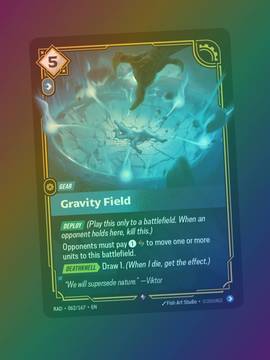 5
GEAR
Gravity Field
DEPLOY (Play this only to a battlefield. When an
opponent holds here, kill this.)
Opponents must pay 1 to move one or more
units to this battlefield.
DEATHKNELL Draw 1. (When I die, get the effect.)
"We will supersede nature." —Viktor
RAD • 062/147 • EN
Fish Art Studio